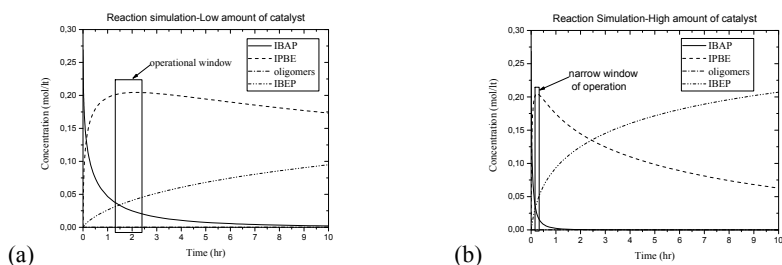 Reaction simulation-Low amount of catalyst
0,30
0,25
0,20
0,15
0,10
0,05
0,00
Concentration (mol/lt)
operational window
IBAP
IPBE
oligomers
IBEP
0 1 2 3 4 5 6 7 8 9 10
Time (hr)
(a)
Reaction Simulation-High amount of catalyst
0,30
0,25
0,20
0,15
0,10
0,05
0,00
Concentration (mol/lt)
narrow window
of operation
IBAP
IPBE
oligomers
IBEP
0 1 2 3 4 5 6 7 8 9 10
Time (hr)
(b)